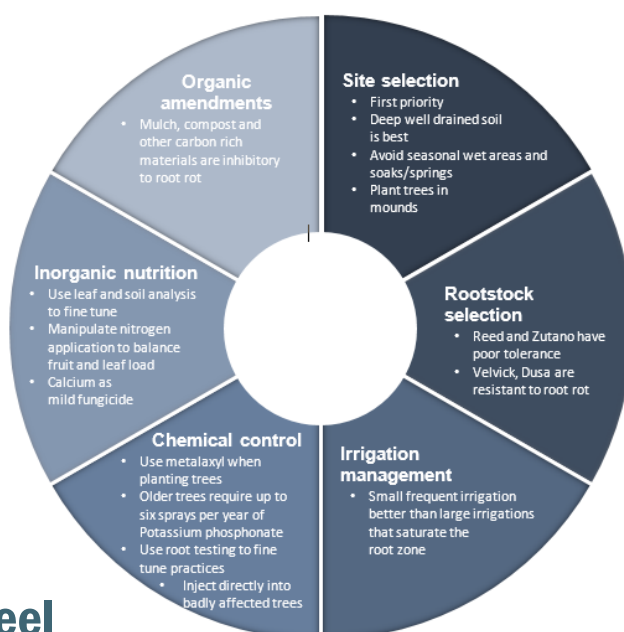 Organic
amendments
• Mulch, compost and
other carbon rich
materials are inhibitory
to root rot
Site selection
• First priority
• Deep well drained soil
is best
• Avoid seasonal wet areas and
soaks/springs
• Plant trees in
mounds
Inorganic nutrition
• Use leaf and soil analysis
to fine tune
• Manipulate nitrogen
application to balance
fruit and leaf load
• Calcium as
mild fungicide
Rootstock
selection
• Reed and Zutano have
poor tolerance
• Velvick, Dusa are
resistant to root rot
Chemical control
• Use metalaxyl when
planting trees
• Older trees require up to
six sprays per year of
Potassium phosphonate
• Use root testing to fine
tune practices
• Inject directly into
badly affected trees
Irrigation
management
• Small frequent irrigation
better than large irrigations
that saturate the
root zone
eel